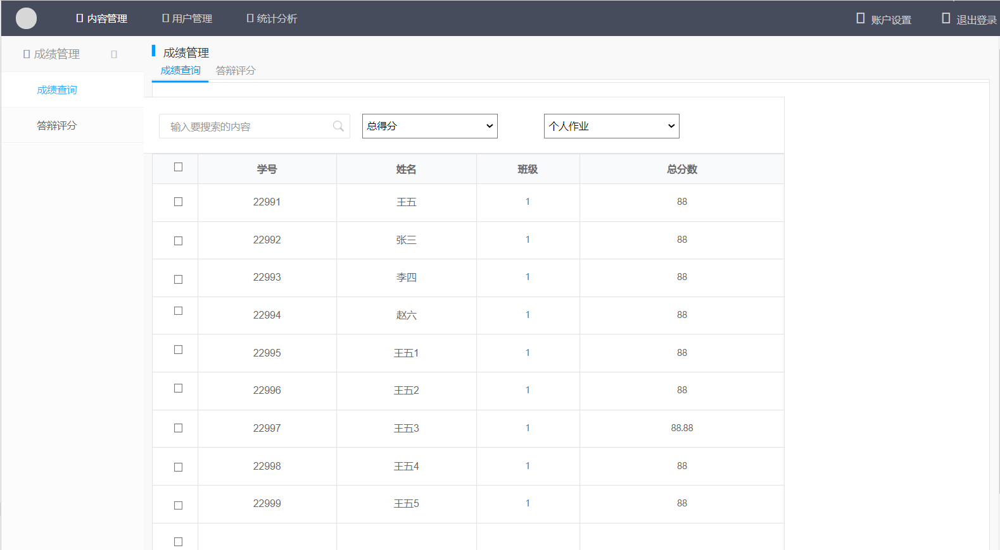 内容管理 用户管理 统计分析 账户设置 退出登录
成绩管理
成绩查询
答辩评分
成绩管理
成绩查询 答辩评分
输入要搜索的内容 总得分 个人作业
学号 姓名 班级 总分数
22991 王五 1 88
22992 张三 1 88
22993 李四 1 88
22994 赵六 1 88
22995 王五1 1 88
22996 王五2 1 88
22997 王五3 1 88.88
22998 王五4 1 88
22999 王五5 1 88